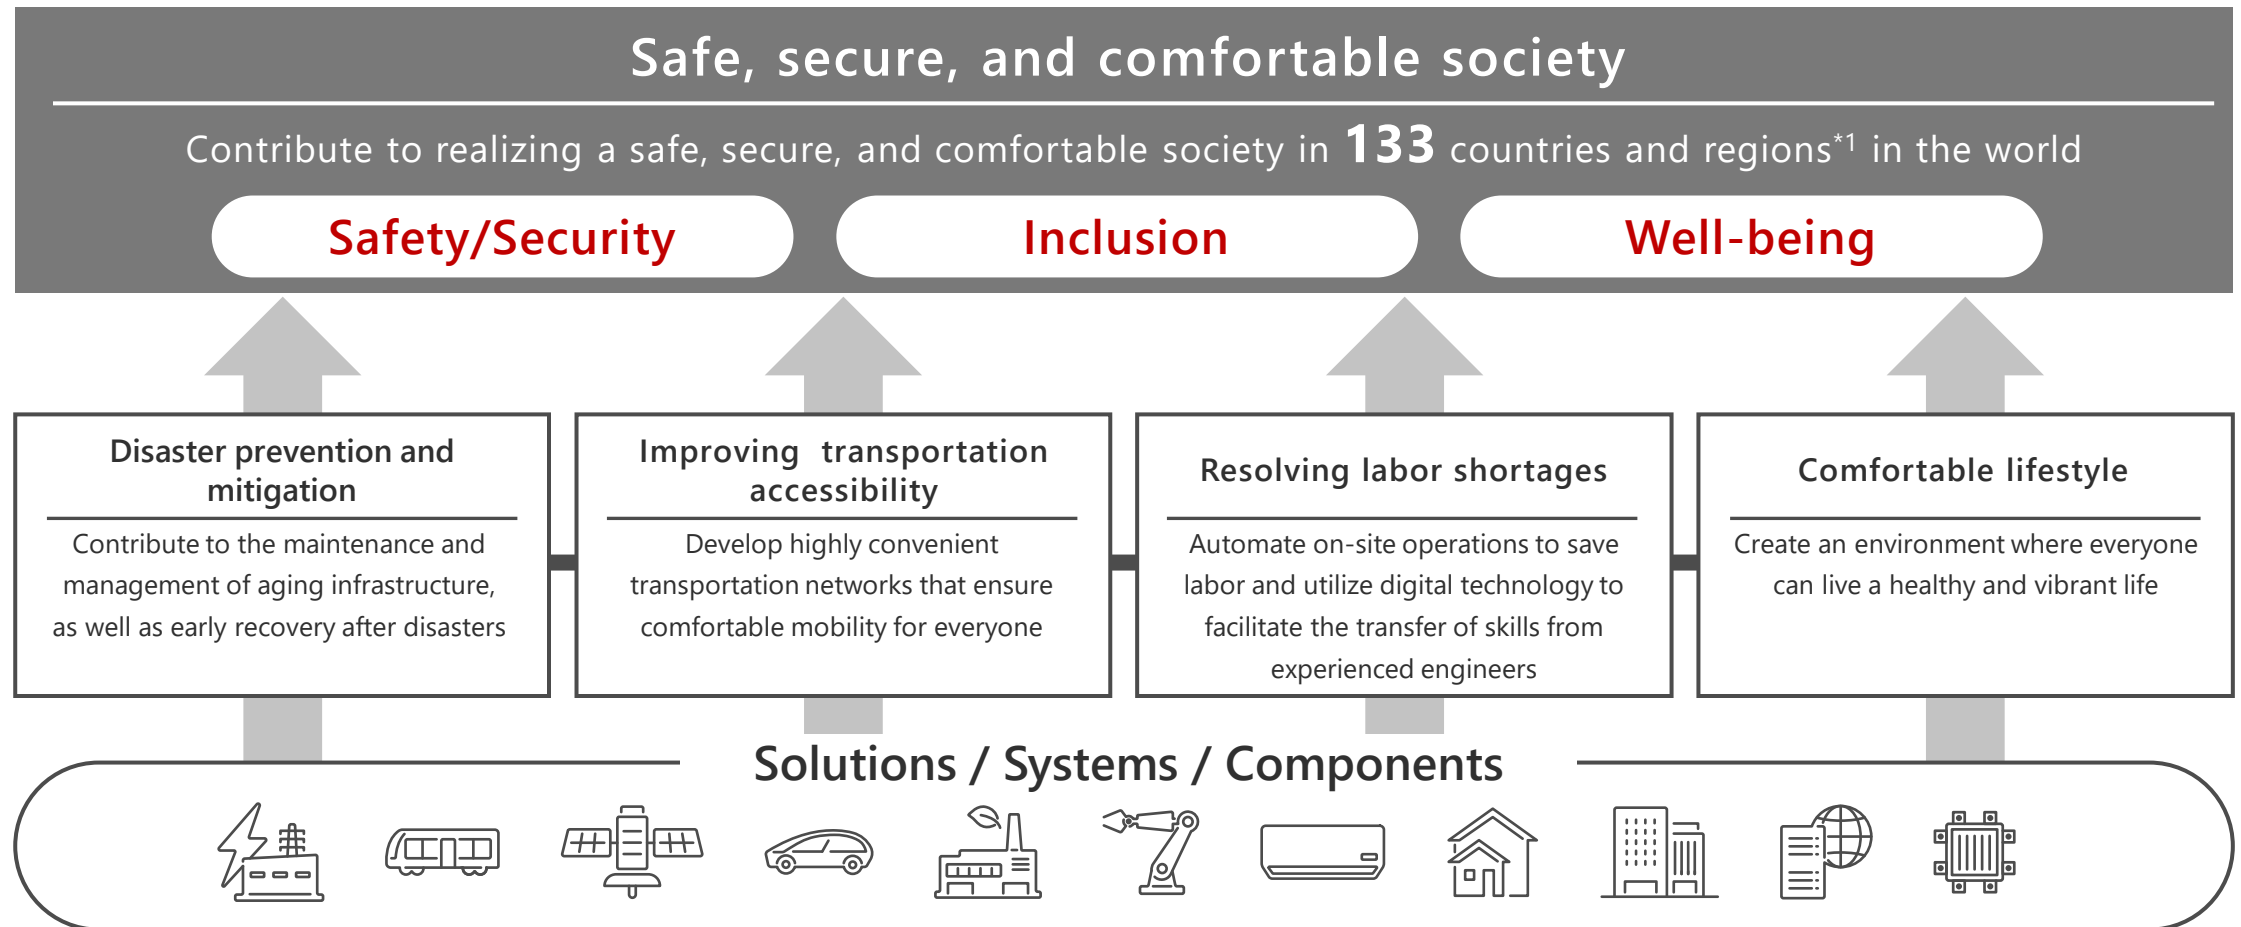 Safe, secure, and comfortable society
Contribute to realizing a safe, secure, and comfortable society in 133 countries and regions*1 in the world
Safety/Security
Inclusion
Well-being
Disaster prevention and
mitigation
Contribute to the maintenance and
management of aging infrastructure,
as well as early recovery after disasters
Improving transportation
accessibility
Develop highly convenient
transportation networks that ensure
comfortable mobility for everyone
Resolving labor shortages
Automate on-site operations to save
labor and utilize digital technology to
facilitate the transfer of skills from
experienced engineers
Comfortable lifestyle
Create an environment where everyone
can live a healthy and vibrant life
Solutions / Systems / Components